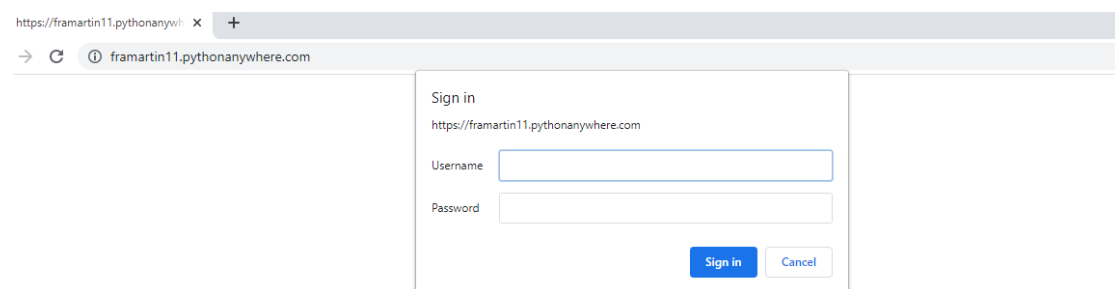 https://framartin11.pythonanywh
framartin11.pythonanywhere.com
Sign in
https://framartin11.pythonanywhere.com
Username
Password
Sign in Cancel